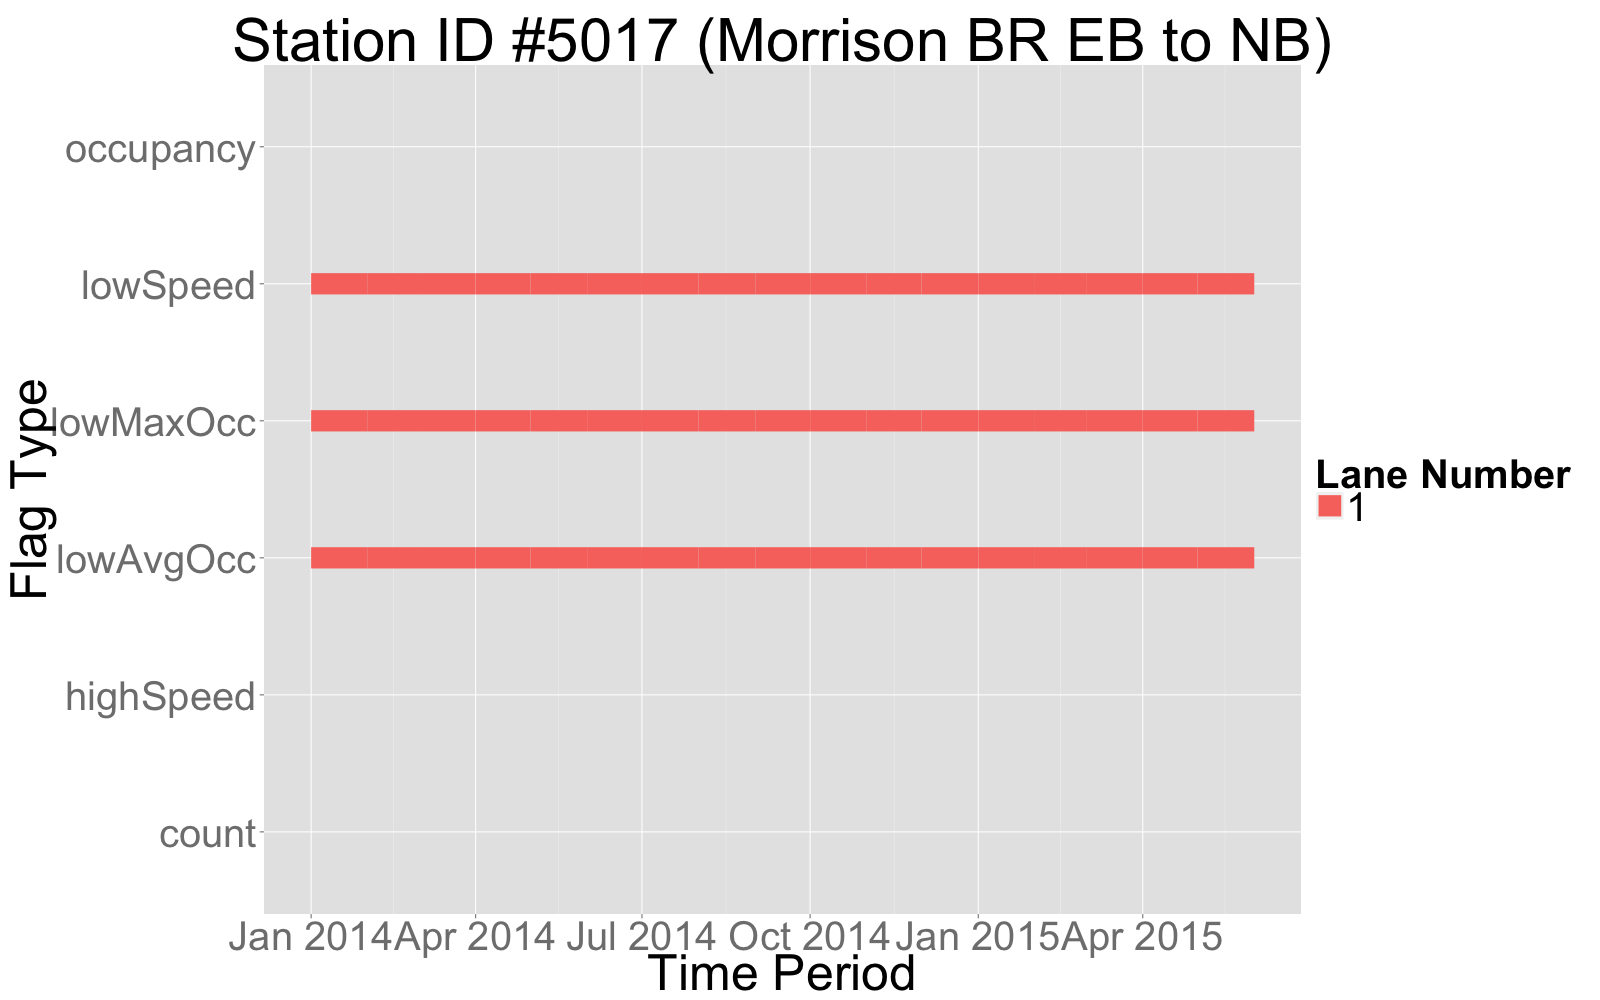 Station ID #5017 (Morrison BR EB to NB)
occupancy
lowSpeed
lowMaxOcc
lowAvgOcc
highSpeed
count
Flag Type
Jan 2014 Apr 2014 Jul 2014 Oct 2014 Jan 2015 Apr 2015
Time Period
Lane Number
1